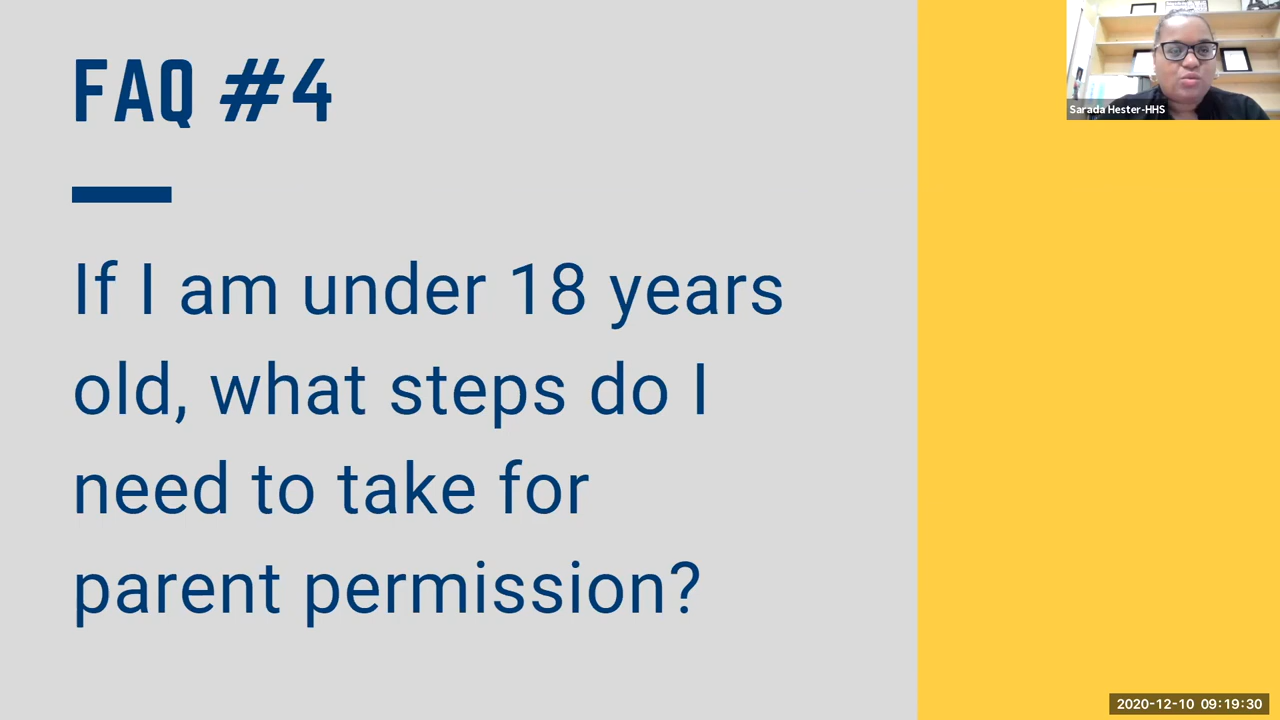 FAQ #4
If I am under 18 years
old, what steps do I
need to take for
parent permission?
Sarada Hester-HHS
2020-12-10 09:19:30